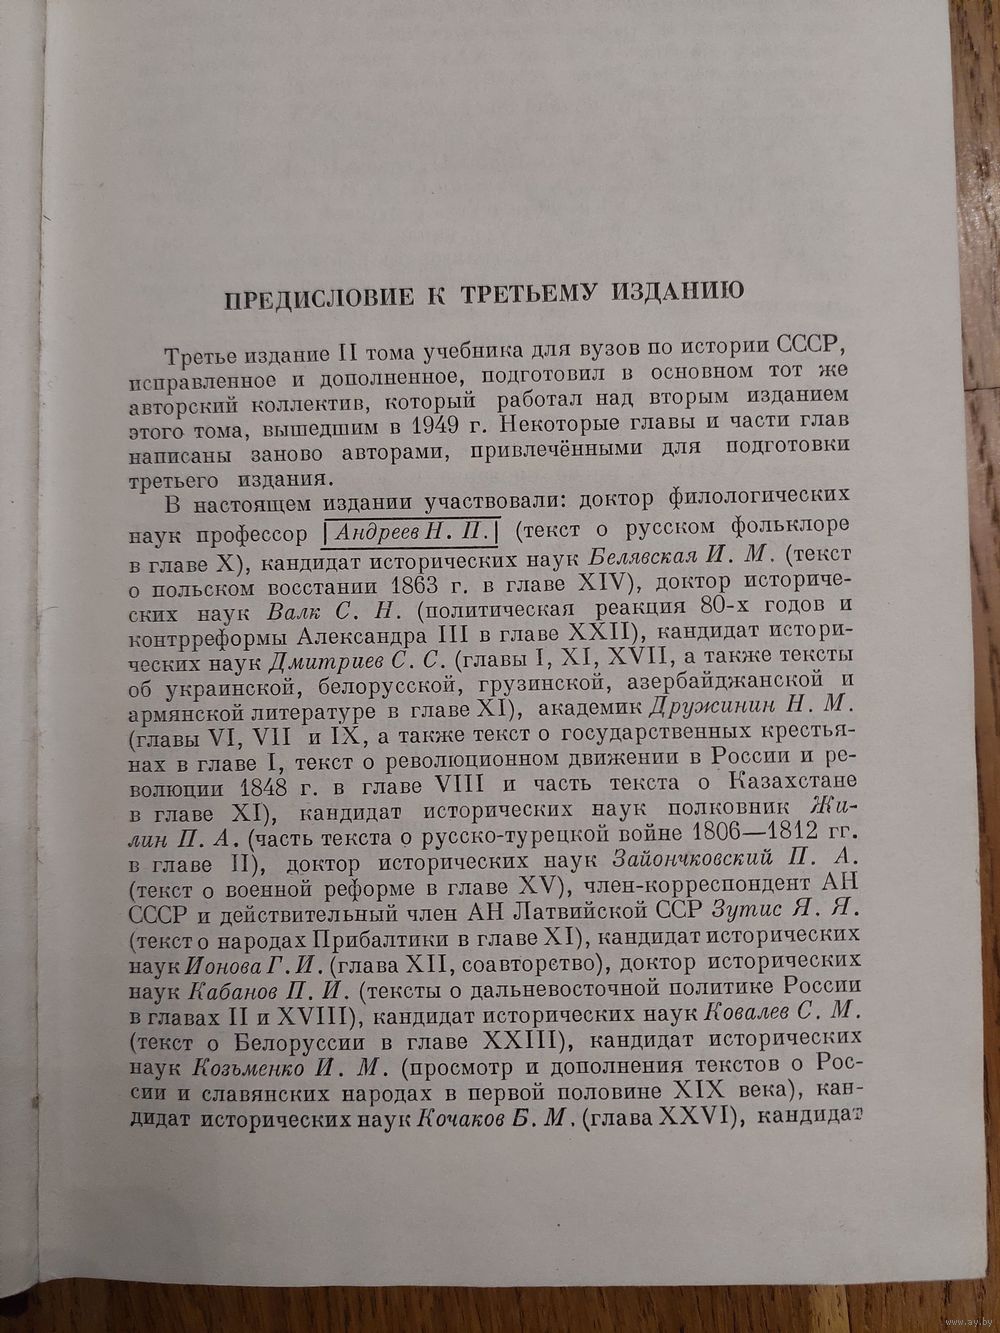 ПРЕДИСЛОВИЕ К ТРЕТЬЕМУ ИЗДАНИЮ
Третье издание II тома учебника для вузов по истории СССР,
исправленное и дополненное, подготовил в основном тот же
авторский коллектив, который работал над вторым изданием
этого тома, вышедшим в 1949 г. Некоторые главы и части глав
написаны заново авторами, привлечёнными для подготовки
третьего издания.
В настоящем издании участвовали: доктор филологических
наук профессор |Андреев Н. П.| (текст о русском фольклоре
в главе X), кандидат исторических наук Белявская И. М. (текст
о польском восстании 1863 г. в главе XIV), доктор историче-
ских наук Валк С. Н. (политическая реакция 80-х годов и
контрреформы Александра III в главе XXII), кандидат истори-
ческих наук Дмитриев С. С. (главы I, XI, XVII, а также тексты
об украинской, белорусской, грузинской, азербайджанской и
армянской литературе в главе XI), академик Дружинин Н. М.
(главы VI, VII и IX, а также текст о государственных крестья-
нах в главе I, текст о революционном движении в России и ре-
волюции 1848 г. в главе VIII и часть текста о Казахстане
в главе XI), кандидат исторических наук полковник Жи-
лин П. А. (часть текста о русско-турецкой войне 1806—1812 гг.
в главе II), доктор исторических наук Зайончковский П. А.
(текст о военной реформе в главе XV), член-корреспондент АН
СССР и действительный член АН Латвийской ССР Зутис Я. Я.
(текст о народах Прибалтики в главе XI), кандидат исторических
наук Ионова Г. И. (глава XII, соавторство), доктор исторических
наук Кабанов П. И. (тексты о дальневосточной политике России
в главах II и XVIII), кандидат исторических наук Ковалев С. М.
(текст о Белоруссии в главе XXIII), кандидат исторических
наук Козьменко И. М. (просмотр и дополнения текстов о Рос-
сии и славянских народах в первой половине XIX века), кан-
дидат исторических наук Кочаков Б. М. (глава XXVI), кандидат
www.ay.by